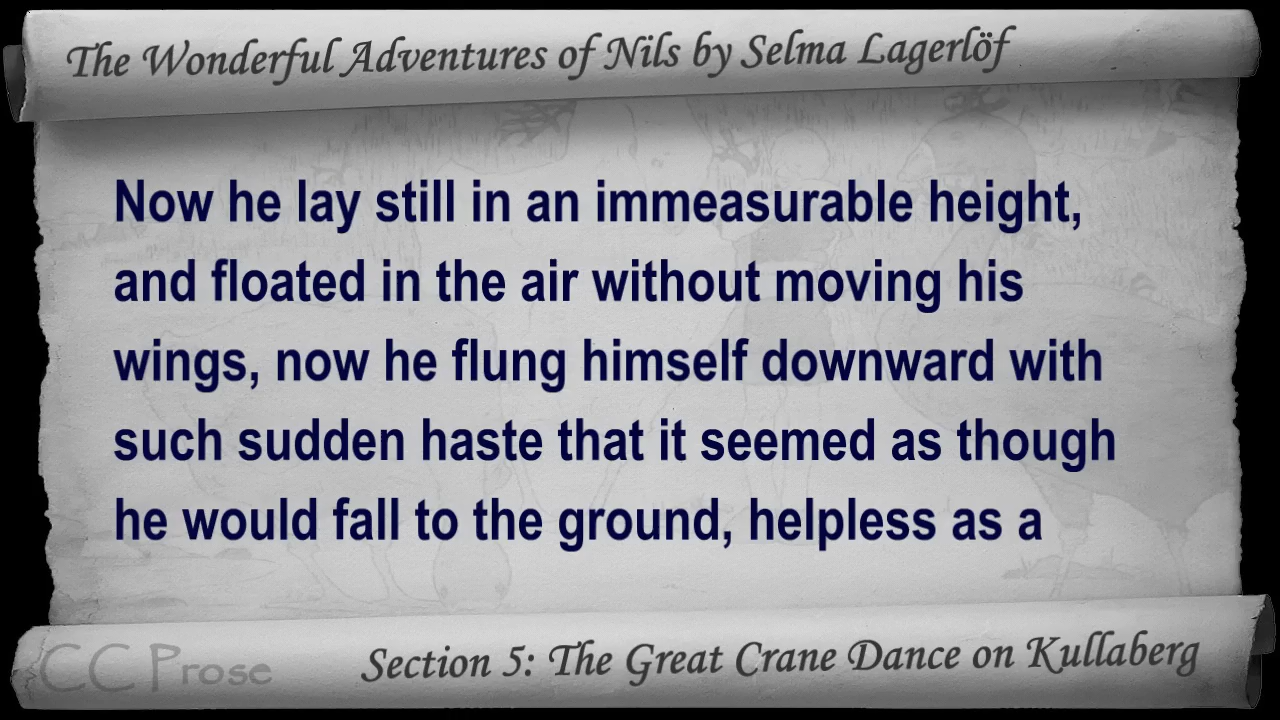 The Wonderful Adventures of Nils by Selma Lagerlöf
Now he lay still in an immeasurable height,
and floated in the air without moving his
wings, now he flung himself downward with
such sudden haste that it seemed as though
he would fall to the ground, helpless as a
CC Prose
Section 5: The Great Crane Dance on Kullaberg